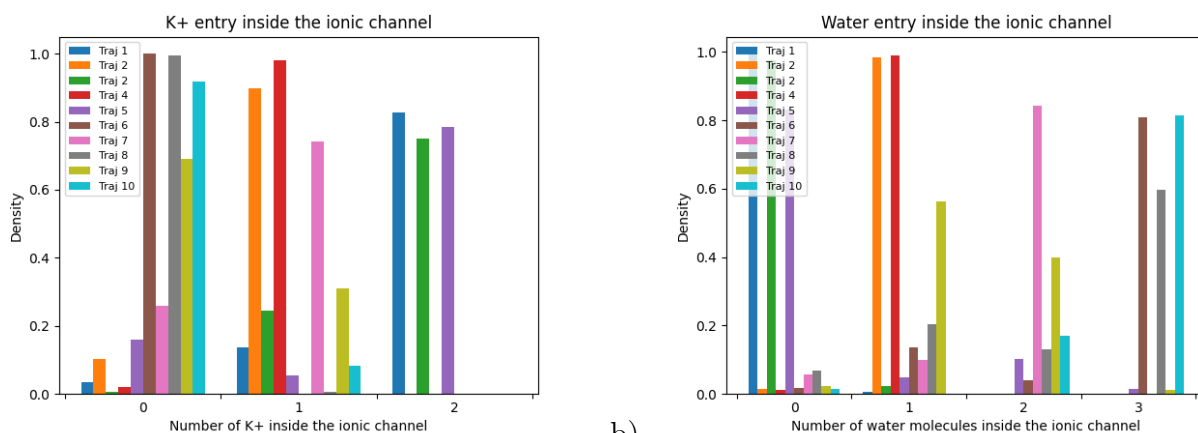 K+ entry inside the ionic channel
1.0
0.8
0.6
0.4
0.2
0.0
Density
Traj 1
Traj 2
Traj 2
Traj 4
Traj 5
Traj 6
Traj 7
Traj 8
Traj 9
Traj 10
0 1 2
Number of K+ inside the ionic channel
b)
Water entry inside the ionic channel
1.0
0.8
0.6
0.4
0.2
0.0
Density
Traj 1
Traj 2
Traj 2
Traj 4
Traj 5
Traj 6
Traj 7
Traj 8
Traj 9
Traj 10
0 1 2 3
Number of water molecules inside the ionic channel